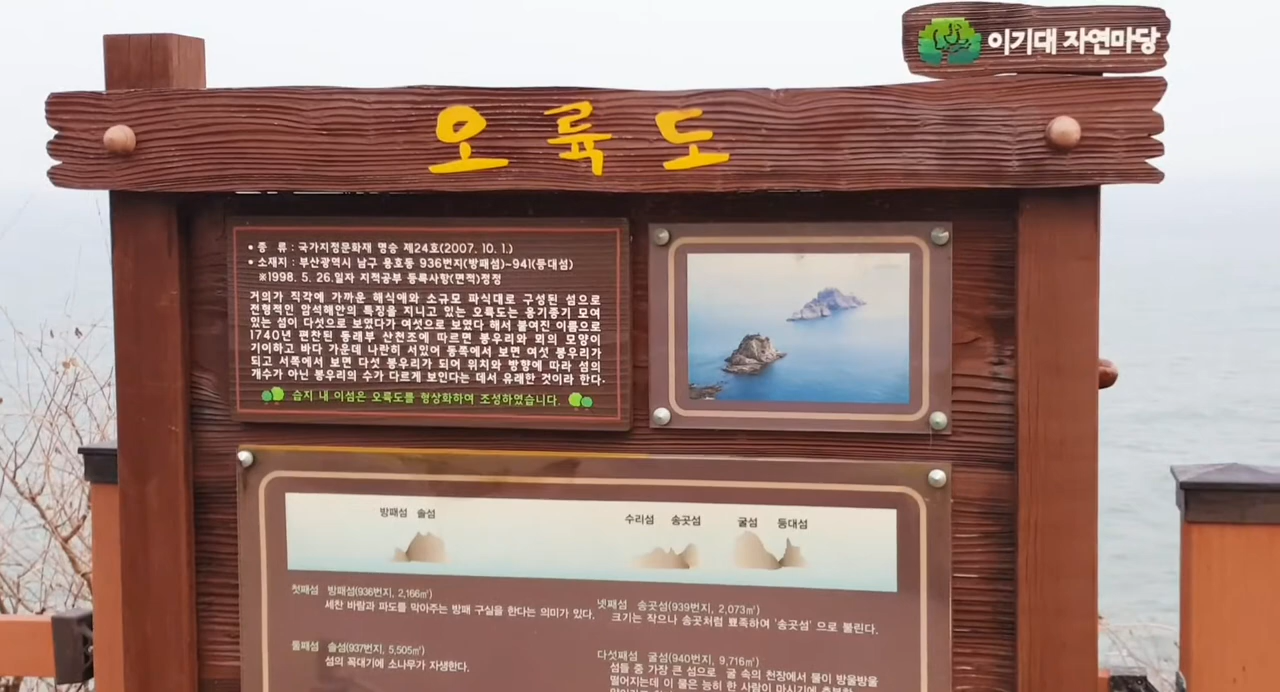 이기대 자연마당
오륙도
• 종 류 : 국가지정문화재 명승 제24호(2007. 10. 1.)
• 소재지 : 부산광역시 남구 용호동 936번지(방패섬)~941(등대섬)
※1998. 5. 26.일자 지적공부 등록사항(면적)정정
거의가 직각에 가까운 해식애와 소규모 파식대로 구성된 섬으로
전형적인 암석해안의 특징을 지니고 있는 오륙도는 옹기종기 모여
있는 섬이 다섯으로 보였다가 여섯으로 보였다 해서 붙여진 이름으로
1740년 편찬된 동래부 산천조에 따르면 봉우리와 뫼의 모양이
기이하고 바다 가운데 나란히 서있어 동쪽에서 보면 여섯 봉우리가
되고 서쪽에서 보면 다섯 봉우리가 되어 위치와 방향에 따라 섬의
개수가 아닌 봉우리의 수가 다르게 보인다는 데서 유래한 것이라 한다.
습지 내 이섬은 오륙도를 형상화하여 조성하였습니다.
방패섬 솔섬 수리섬 송곳섬 굴섬 등대섬
첫째섬 방패섬(936번지, 2,166㎡)
세찬 바람과 파도를 막아주는 방패 구실을 한다는 의미가 있다.
둘째섬 솔섬(937번지, 5,505㎡)
섬의 꼭대기에 소나무가 자생한다.
넷째섬 송곳섬(939번지, 2,073㎡)
크기는 작으나 송곳처럼 뾰족하여 '송곳섬' 으로 불린다.
다섯째섬 굴섬(940번지, 9,716㎡)
섬들 중 가장 큰 섬으로 굴 속의 천장에서 물이 방울방울
떨어지는데 이 물은 능히 한 사람이 마시기에 충분한